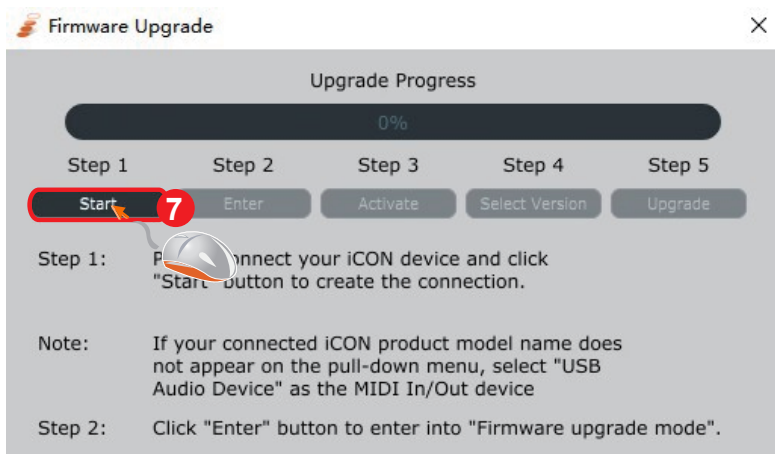 Firmware Upgrade
Upgrade Progress
0%
Step 1 Step 2 Step 3 Step 4 Step 5
Start 7 Enter Activate Select Version Upgrade
Step 1: connect your iCON device and click
"Start" button to create the connection.
Note: If your connected iCON product model name does
not appear on the pull-down menu, select "USB
Audio Device" as the MIDI In/Out device
Step 2: Click "Enter" button to enter into "Firmware upgrade mode".